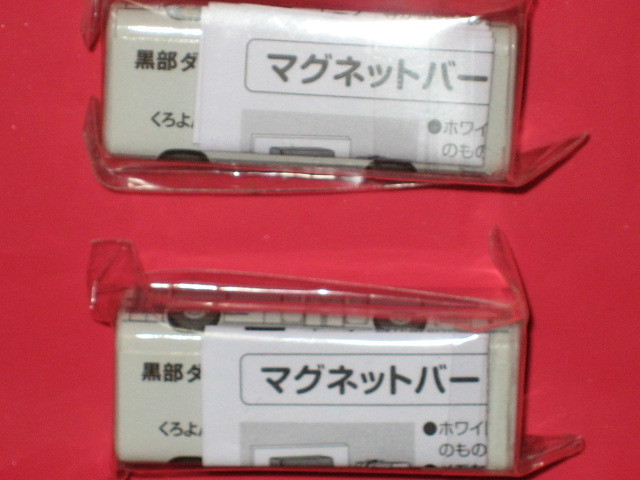 黒部ダ
マグネットバー
くろよ
●ホワイ
のもの
黒部ダ
マグネットバー
くろよ
●ホワイ
のもの